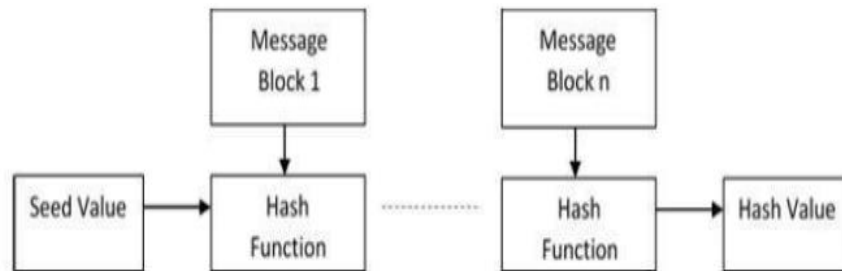 Message
Block 1
Message
Block n
Seed Value
Hash
Function
Hash
Function
Hash Value